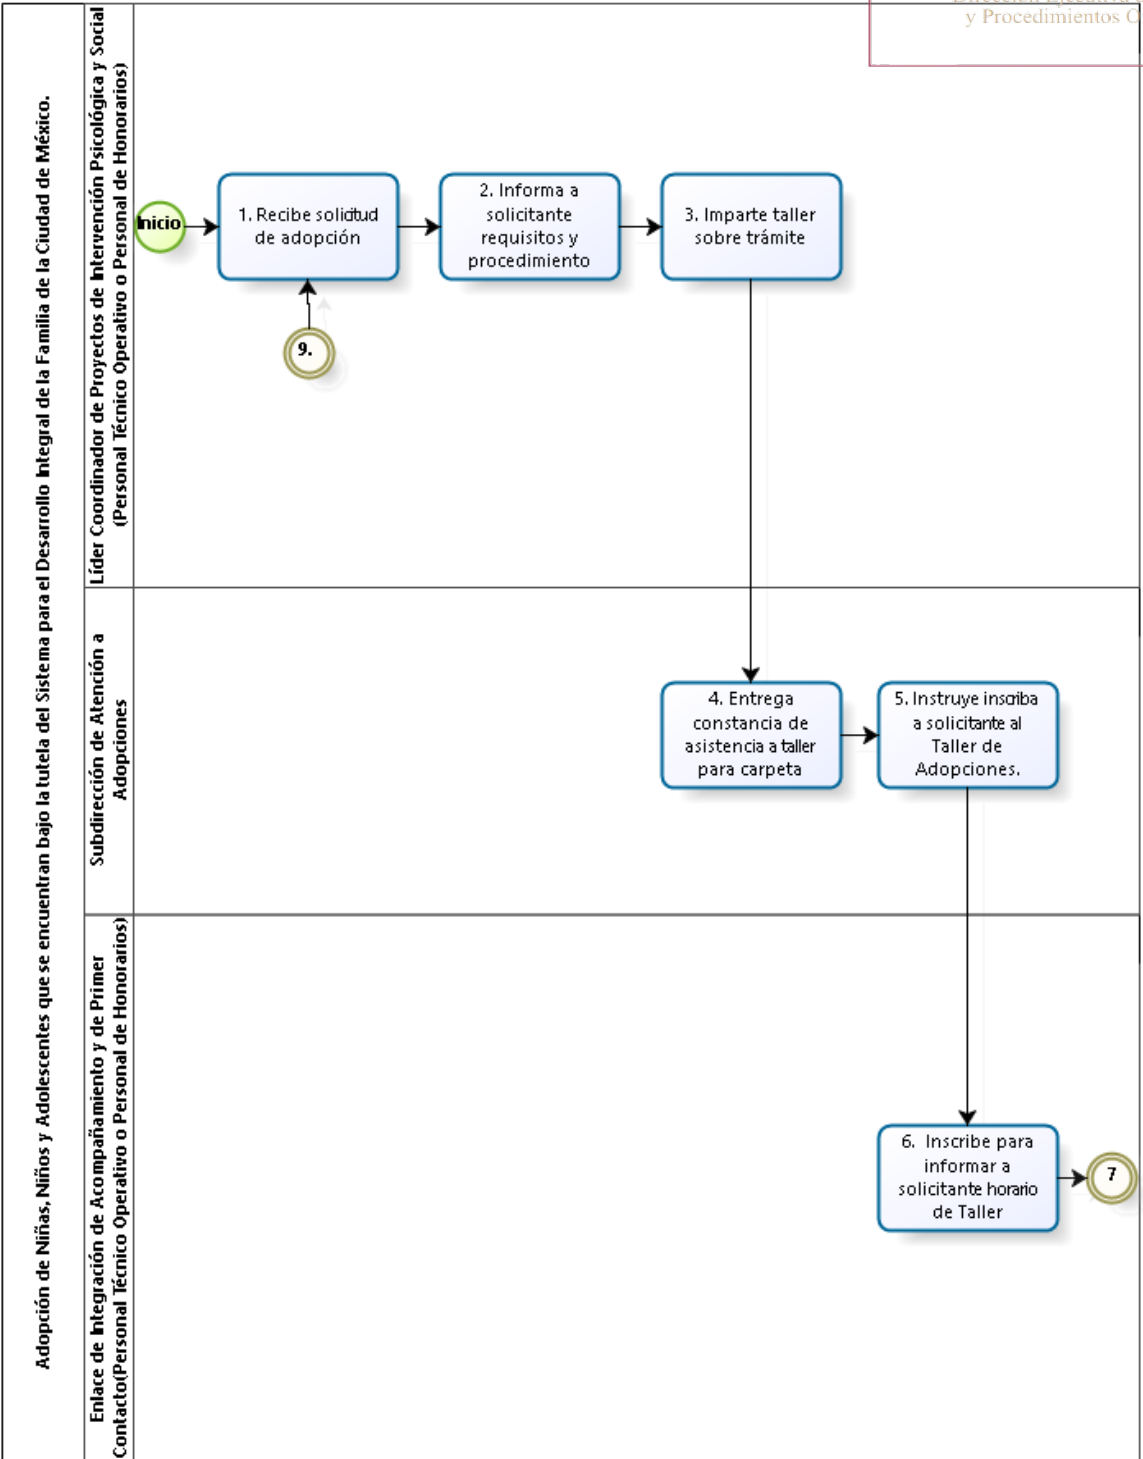 y Procedimientos O
Adopción de Niñas, Niños y Adolescentes que se encuentran bajo la tutela del Sistema para el Desarrollo Integral de la Familia de la Ciudad de México.
Líder Coordinador de Proyectos de Intervención Psicológica y Social
(Personal Técnico Operativo o Personal de Honorarios)
Inicio
1. Recibe solicitud
de adopción
2. Informa a
solicitante
requisitos y
procedimiento
3. Imparte taller
sobre trámite
9.
Subdirección de Atención a
Adopciones
4. Entrega
constancia de
asistencia a taller
para carpeta
5. Instruye inscriba
a solicitante al
Taller de
Adopciones.
Enlace de Integración de Acompañamiento y de Primer
Contacto(Personal Técnico Operativo o Personal de Honorarios)
6. Inscribe para
informar a
solicitante horario
de Taller
7